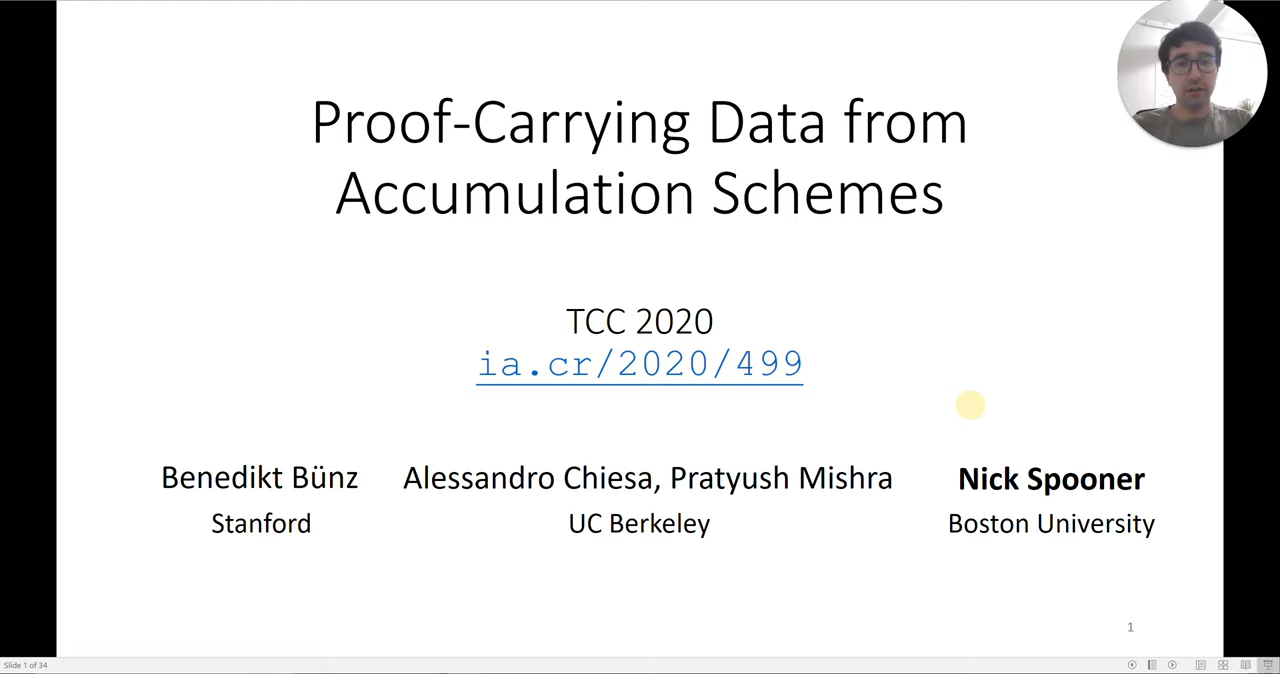 Proof-Carrying Data from
Accumulation Schemes
TCC 2020
ia.cr/2020/499
Benedikt Bünz
Stanford
Alessandro Chiesa, Pratyush Mishra
UC Berkeley
Nick Spooner
Boston University
1
Slide 1 of 34